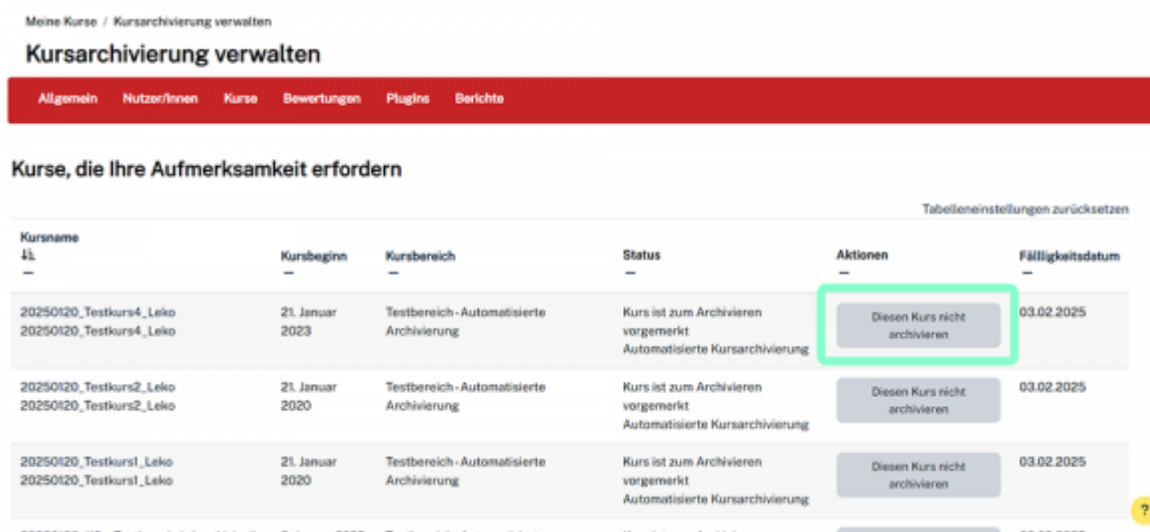 Meine Kurse / Kursarchivierung verwalten
Kursarchivierung verwalten
Allgemein Nutzer/innen Kurse Bewertungen Plugins Berichte
Kurse, die Ihre Aufmerksamkeit erfordern
Tabelleneinstellungen zurücksetzen
Kursname
Kursbeginn Kursbereich Status Aktionen Fällligkeitsdatum
20250120_Testkurs4_Leko 21. Januar Testbereich - Automatisierte Kurs ist zum Archivieren Diesen Kurs nicht 03.02.2025
20250120_Testkurs4_Leko 2023 Archivierung vorgemerkt archivieren
Automatisierte Kursarchivierung
20250120_Testkurs2_Leko 21. Januar Testbereich - Automatisierte Kurs ist zum Archivieren Diesen Kurs nicht 03.02.2025
20250120_Testkurs2_Leko 2020 Archivierung vorgemerkt archivieren
Automatisierte Kursarchivierung
20250120_Testkurs1_Leko 21. Januar Testbereich - Automatisierte Kurs ist zum Archivieren Diesen Kurs nicht 03.02.2025
20250120_Testkurs1_Leko 2020 Archivierung vorgemerkt archivieren
Automatisierte Kursarchivierung
?